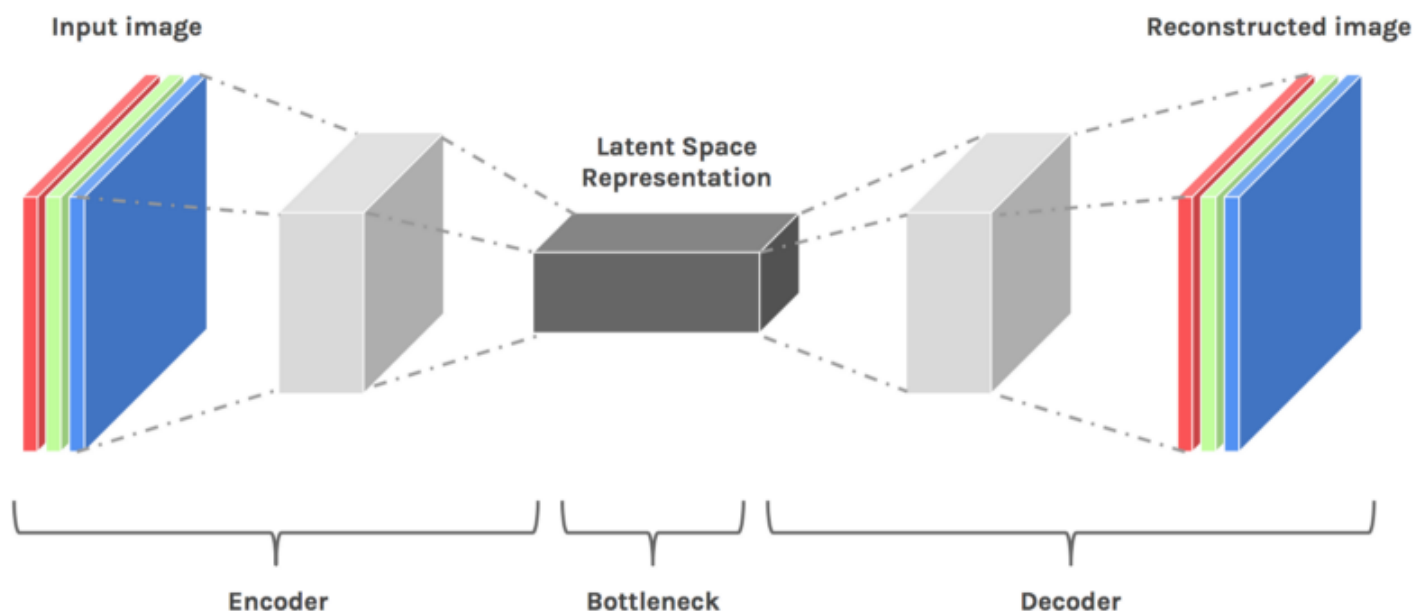 Input image
Reconstructed image
Latent Space
Representation
Encoder
Bottleneck
Decoder